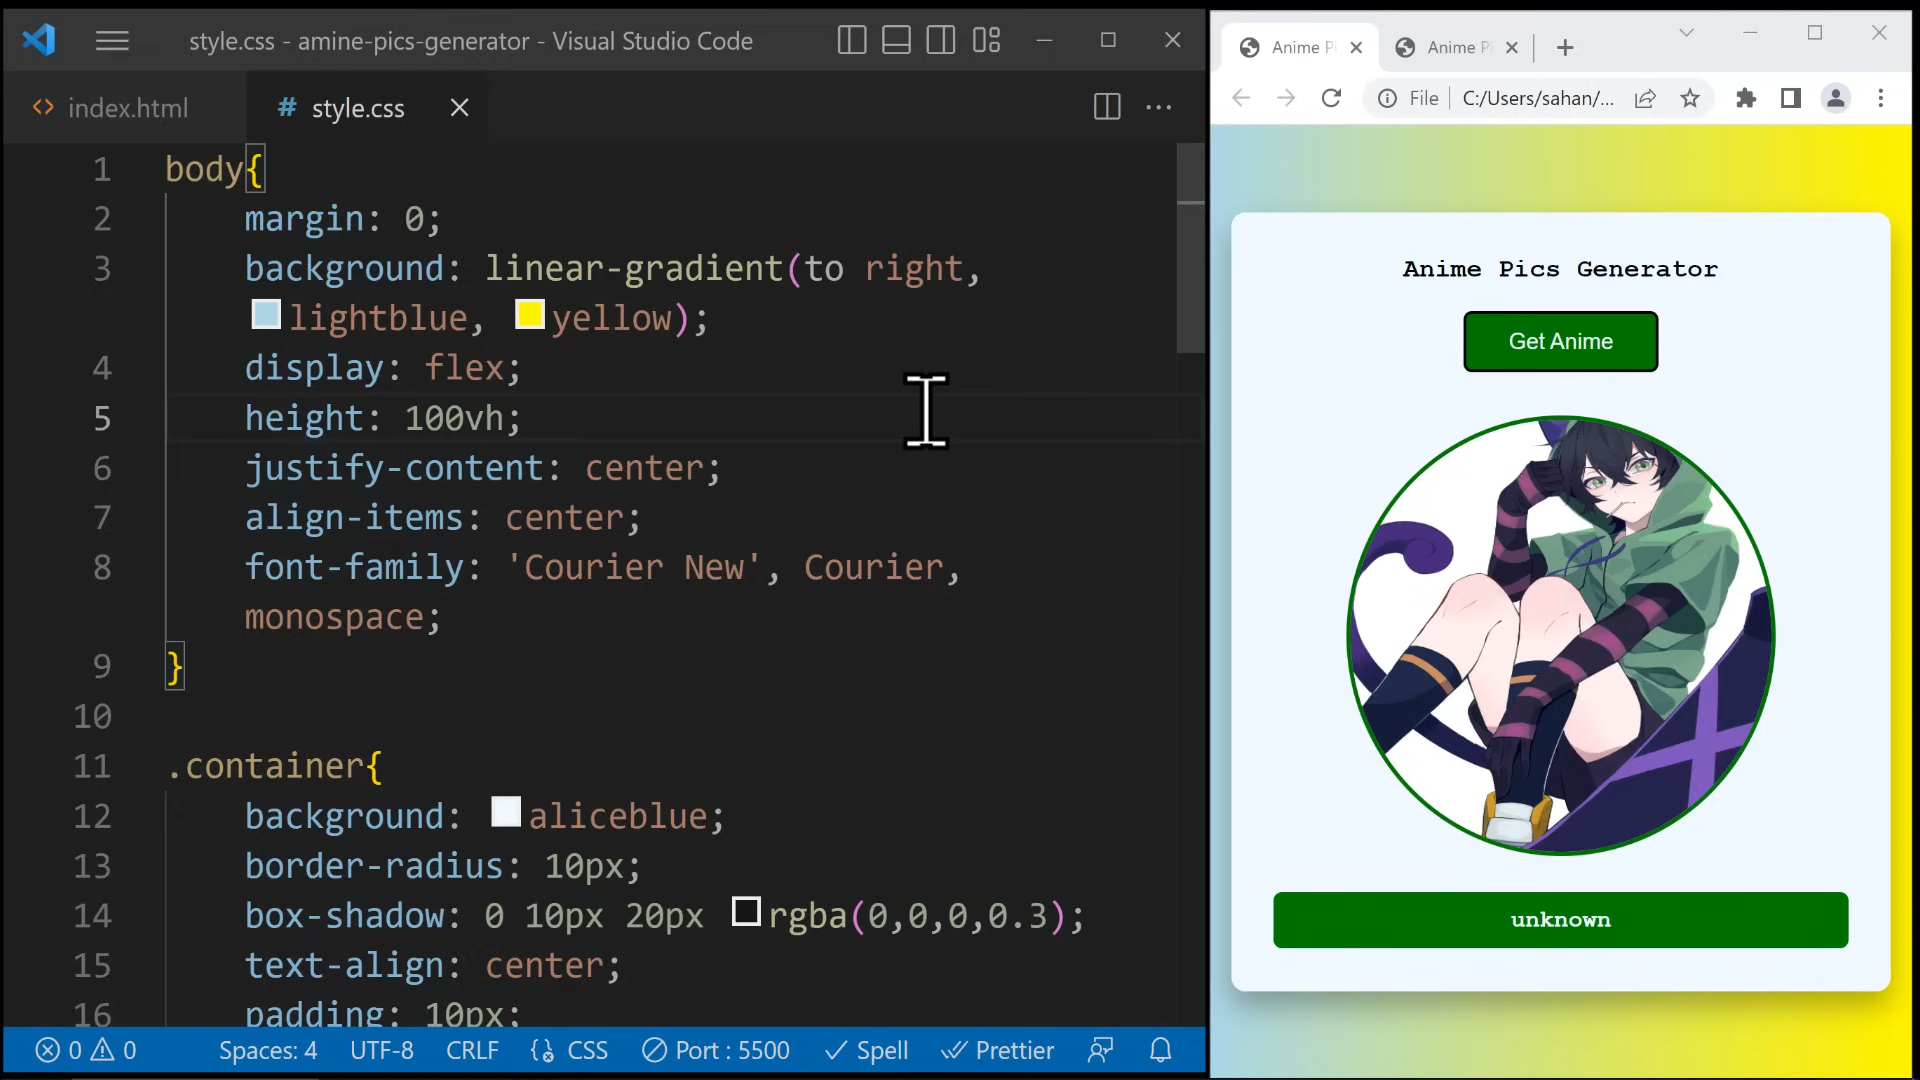 style.css - amine-pics-generator - Visual Studio Code
index.html
# style.css
1 body{
2 margin: 0;
3 background: linear-gradient(to right,
lightblue, yellow);
4 display: flex;
5 height: 100vh;
6 justify-content: center;
7 align-items: center;
8 font-family: 'Courier New', Courier,
monospace;
9 }
10
11 .container{
12 background: aliceblue;
13 border-radius: 10px;
14 box-shadow: 0 10px 20px rgba(0,0,0,0.3);
15 text-align: center;
16 padding: 10px;
0 0 Spaces: 4 UTF-8 CRLF {} CSS Port : 5500 Spell Prettier
Anime Pi
Anime P
File C:/Users/sahan/...
Anime Pics Generator
Get Anime
unknown